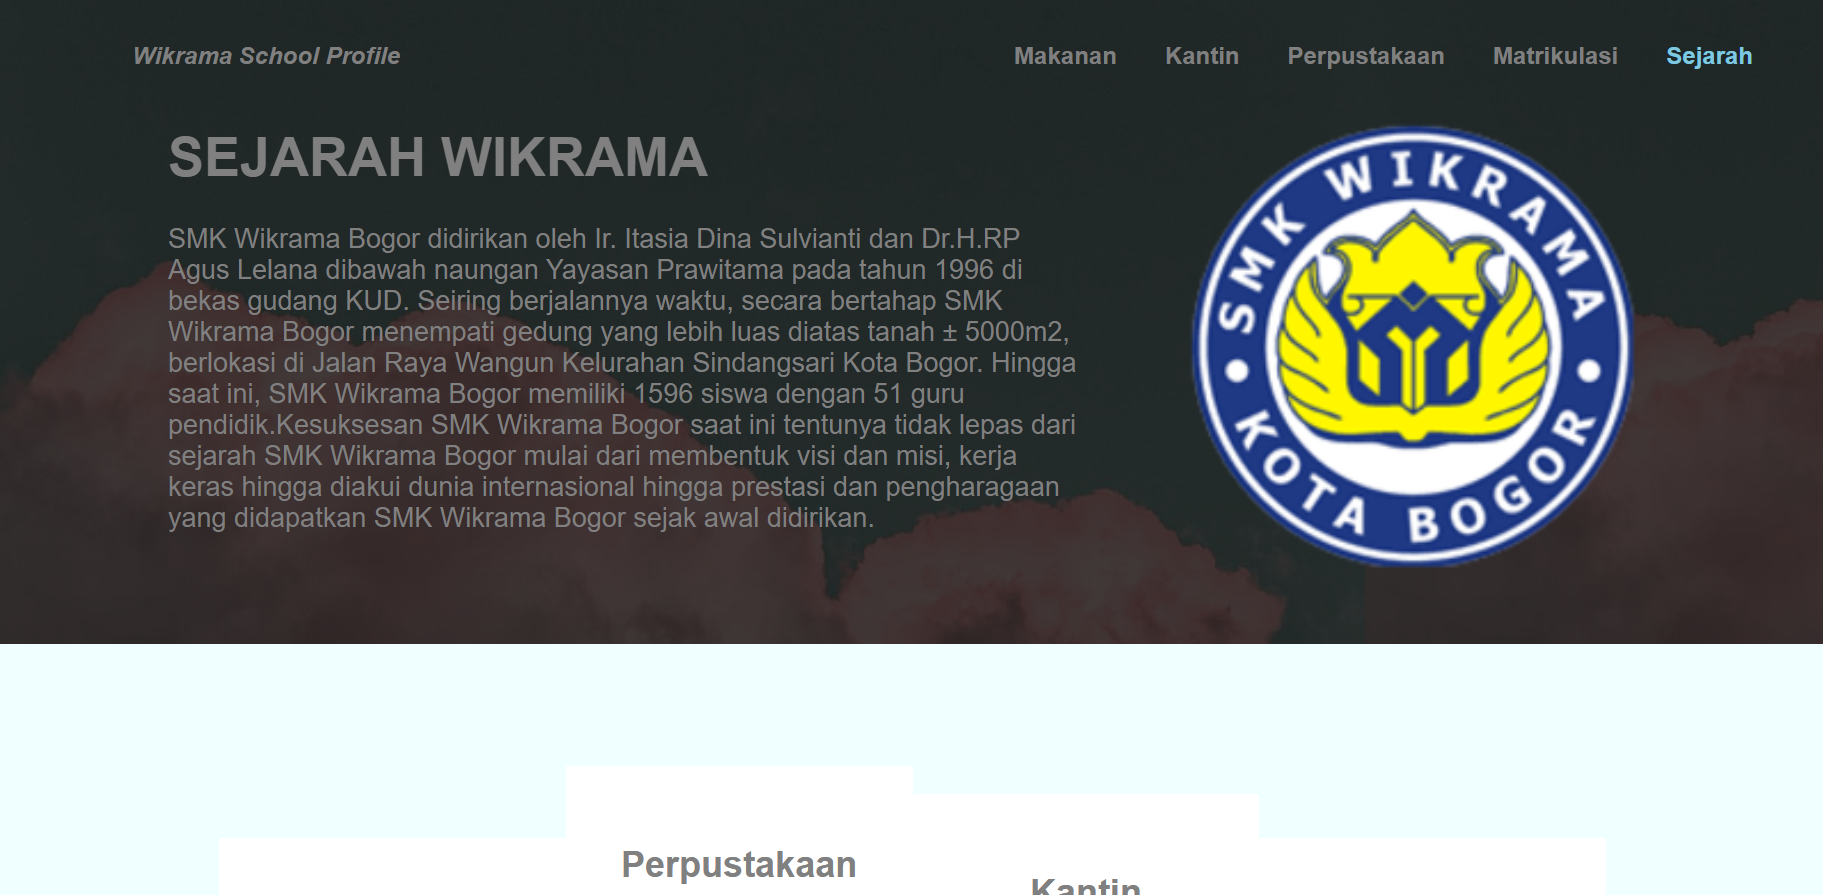 Wikrama School Profile
Makanan Kantin Perpustakaan Matrikulasi Sejarah
SEJARAH WIKRAMA
SMK Wikrama Bogor didirikan oleh Ir. Itasia Dina Sulvianti dan Dr.H.RP
Agus Lelana dibawah naungan Yayasan Prawitama pada tahun 1996 di
bekas gudang KUD. Seiring berjalannya waktu, secara bertahap SMK
Wikrama Bogor menempati gedung yang lebih luas diatas tanah ± 5000m2,
berlokasi di Jalan Raya Wangun Kelurahan Sindangsari Kota Bogor. Hingga
saat ini, SMK Wikrama Bogor memiliki 1596 siswa dengan 51 guru
pendidik.Kesuksesan SMK Wikrama Bogor saat ini tentunya tidak lepas dari
sejarah SMK Wikrama Bogor mulai dari membentuk visi dan misi, kerja
keras hingga diakui dunia internasional hingga prestasi dan pengharagaan
yang didapatkan SMK Wikrama Bogor sejak awal didirikan.
SMK WIKRAMA
KOTA BOGOR
Perpustakaan
Kantin